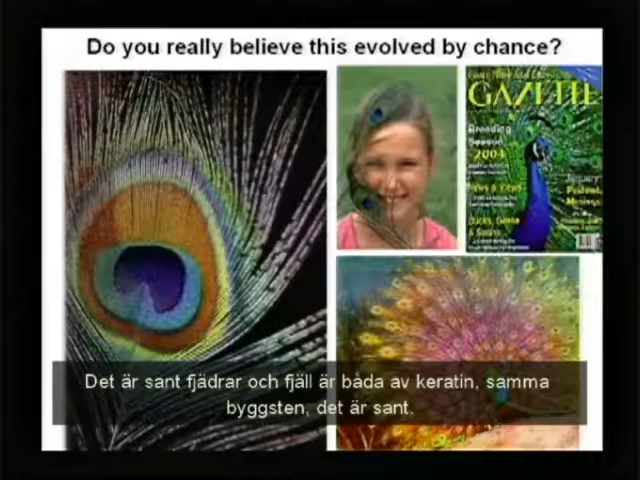 Do you really believe this evolved by chance?
GAZETTE
Breeding
Season
2004
News & Views
Ducks, Geese
& Swans
January
Peafowl
Det är sant fjädrar och fjäll är båda av keratin, samma
byggsten, det är sant.